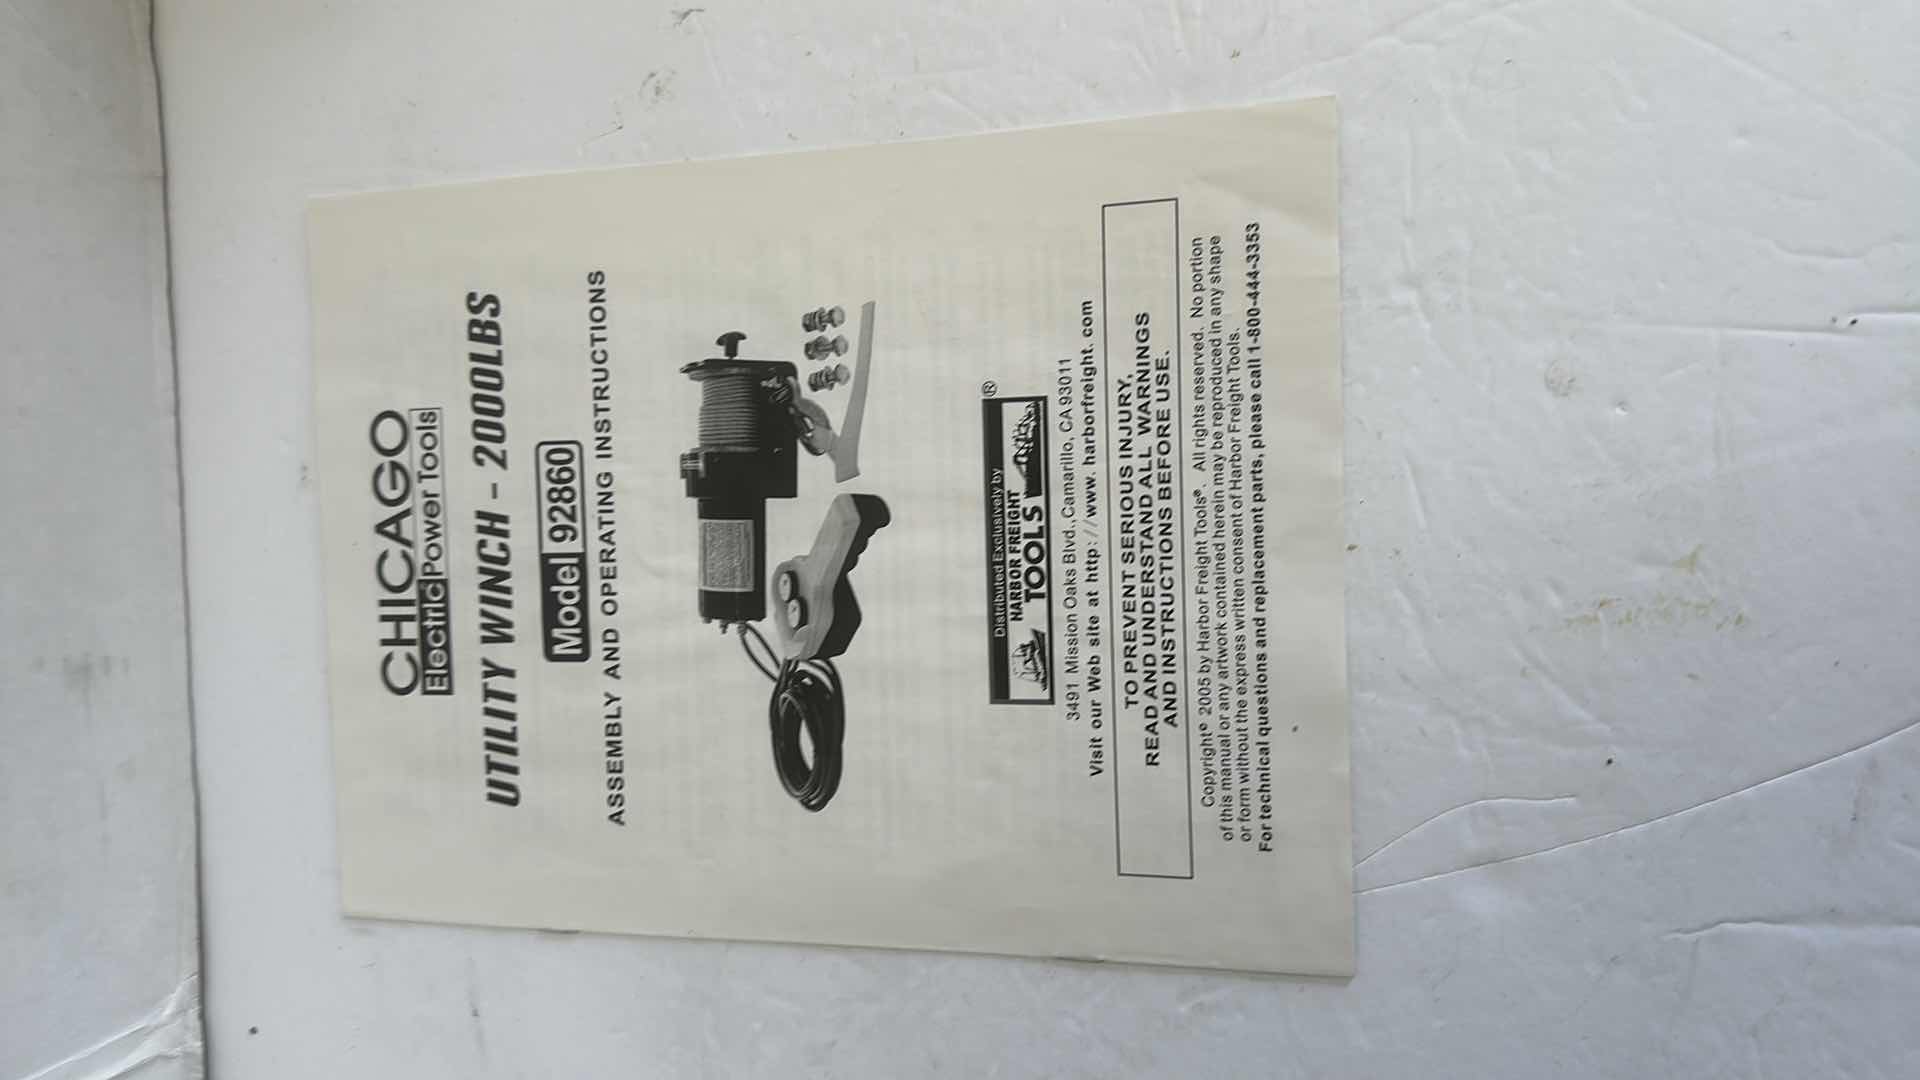 CHICAGO
Electric Power Tools
UTILITY WINCH - 2000LBS
Model 92860
ASSEMBLY AND OPERATING INSTRUCTIONS
Distributed Exclusively by
HARBOR FREIGHT
TOOLS ®
3491 Mission Oaks Blvd., Camarillo, CA 93011
Visit our Web site at http://www.harborfreight.com
TO PREVENT SERIOUS INJURY,
READ AND UNDERSTAND ALL WARNINGS
AND INSTRUCTIONS BEFORE USE.
Copyright© 2005 by Harbor Freight Tools®. All rights reserved. No portion
of this manual or any artwork contained herein may be reproduced in any shape
or form without the express written consent of Harbor Freight Tools.
For technical questions and replacement parts, please call 1-800-444-3353